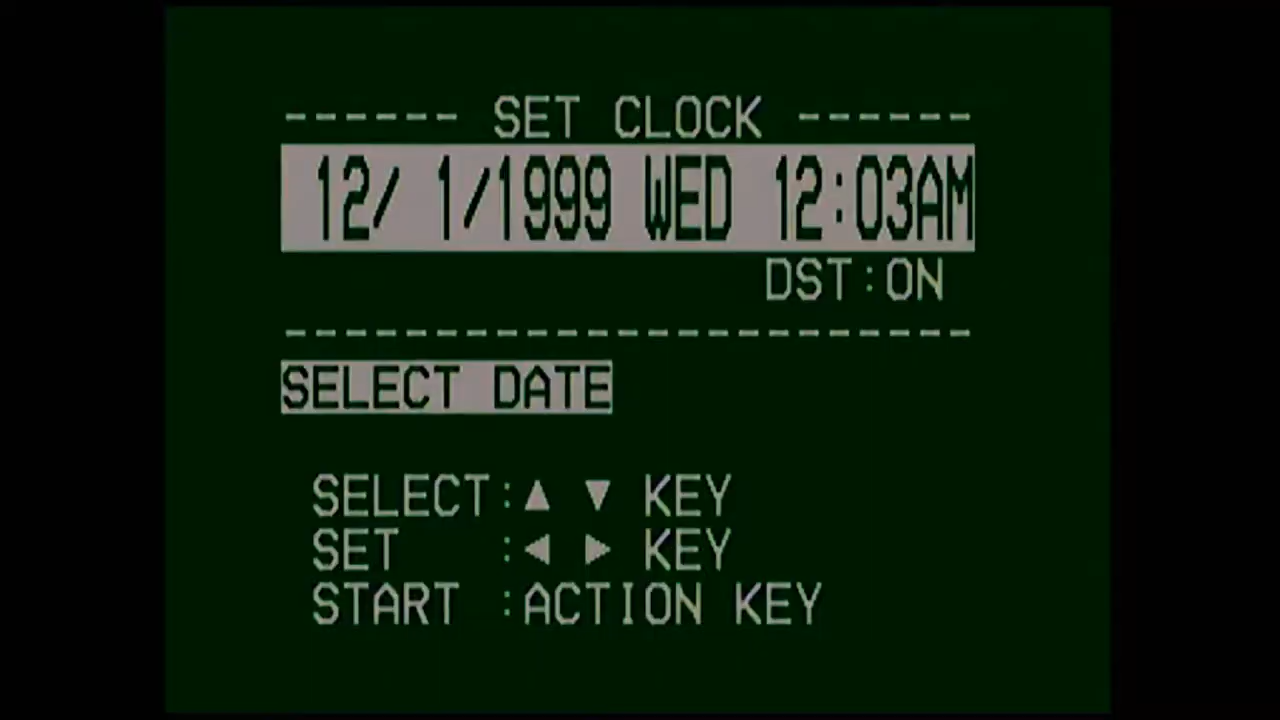 ------ SET CLOCK ------
12/ 1/1999 WED 12:03AM
DST:ON
-----------------------
SELECT DATE
SELECT:▲ ▼ KEY
SET :◀ ▶ KEY
START :ACTION KEY